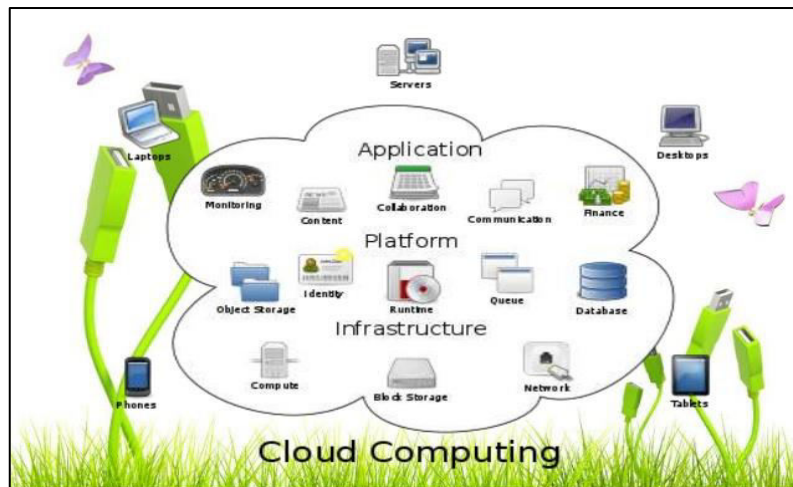 Servers
Laptops
Desktops
Application
Monitoring
Content
Collaboration
Communication
Finance
Platform
Object Storage
Identity
Runtime
Queue
Database
Infrastructure
Compute
Block Storage
Network
Phones
Tablets
Cloud Computing